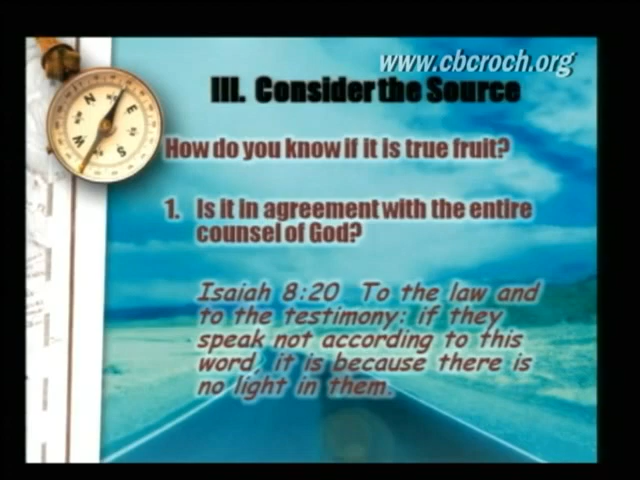 www.cbcroch.org
III. Consider the Source
N
E
W
S
How do you know if it is true fruit?
1. Is it in agreement with the entire
counsel of God?
Isaiah 8:20 To the law and
to the testimony: if they
speak not according to this
word, it is because there is
no light in them.